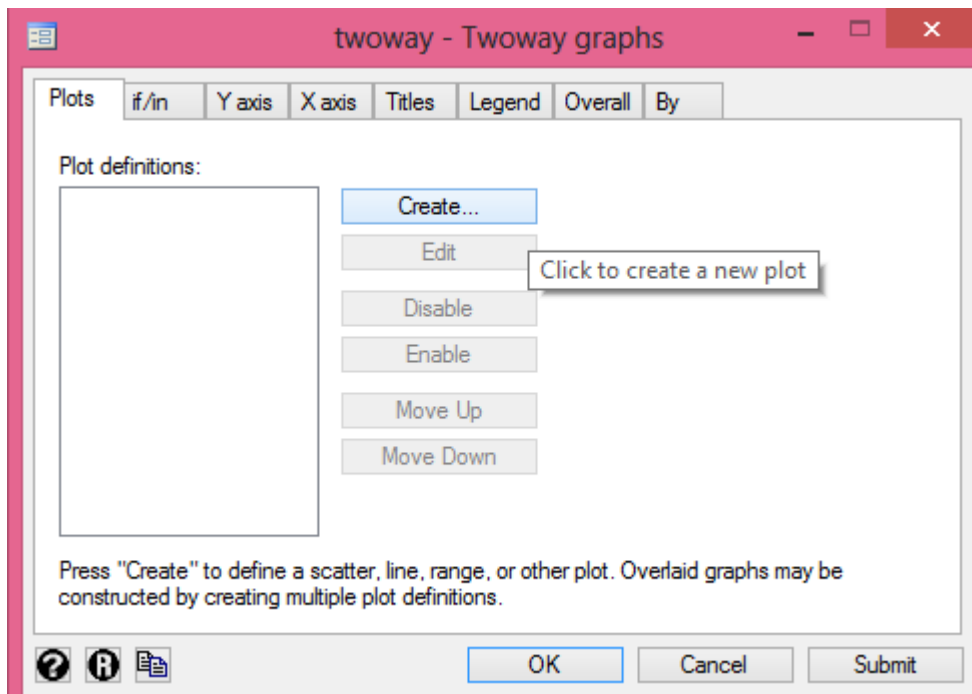 twoway - Twoway graphs
Plots if/in Y axis X axis Titles Legend Overall By
Plot definitions:
Create...
Edit
Click to create a new plot
Disable
Enable
Move Up
Move Down
Press "Create" to define a scatter, line, range, or other plot. Overlaid graphs may be
constructed by creating multiple plot definitions.
? R OK Cancel Submit